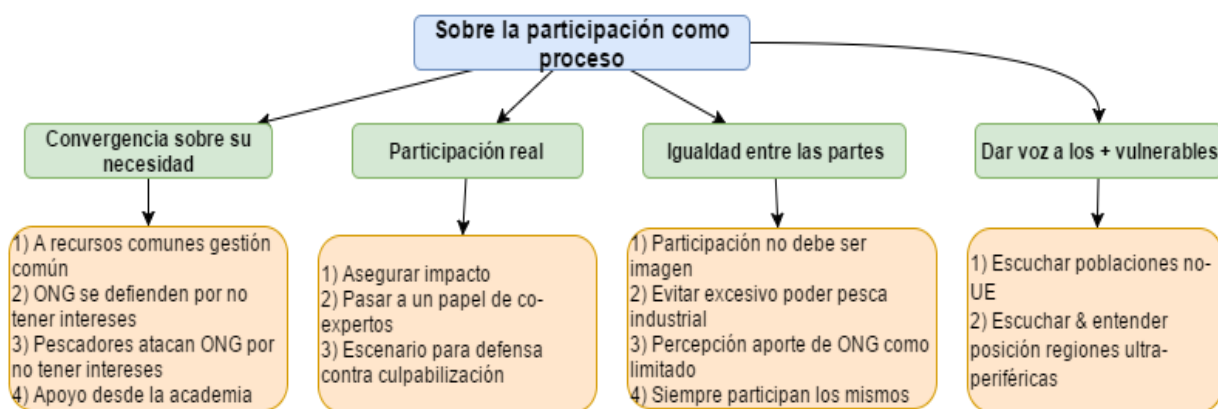 Sobre la participación como
proceso
Convergencia sobre su
necesidad
Participación real
Igualdad entre las partes
Dar voz a los + vulnerables
1) A recursos comunes gestión
común
2) ONG se defienden por no
tener intereses
3) Pescadores atacan ONG por
no tener intereses
4) Apoyo desde la academia
1) Asegurar impacto
2) Pasar a un papel de co-
expertos
3) Escenario para defensa
contra culpabilización
1) Participación no debe ser
imagen
2) Evitar excesivo poder pesca
industrial
3) Percepción aporte de ONG como
limitado
4) Siempre participan los mismos
1) Escuchar poblaciones no-
UE
2) Escuchar & entender
posición regiones ultra-
periféricas